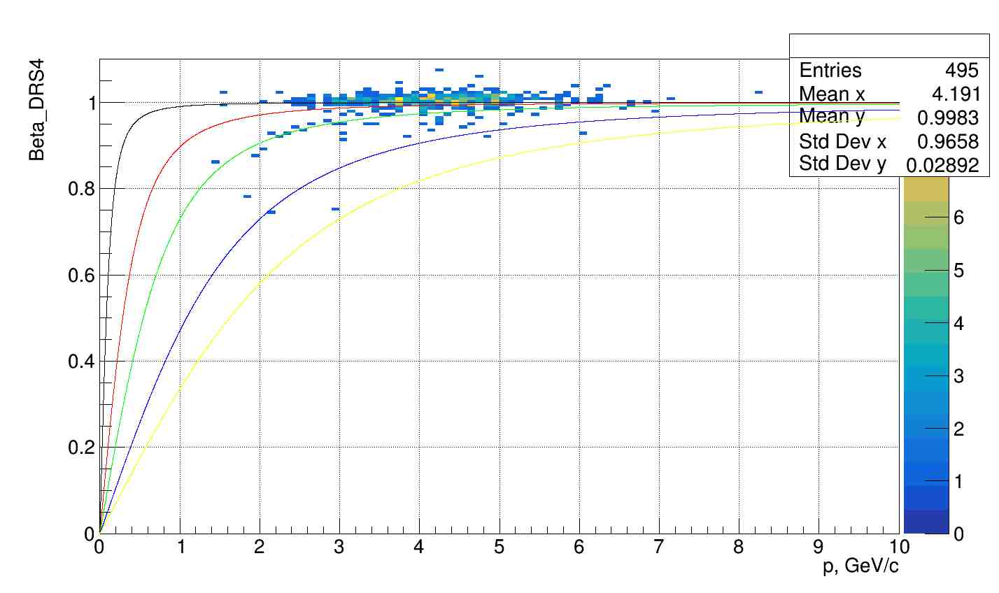 Entries 495
Mean x 4.191
Mean y 0.9983
Std Dev x 0.9658
Std Dev y 0.02892
Beta_DRS4
1
0.8
0.6
0.4
0.2
0
0 1 2 3 4 5 6 7 8 9 10
p, GeV/c
6
5
4
3
2
1
0